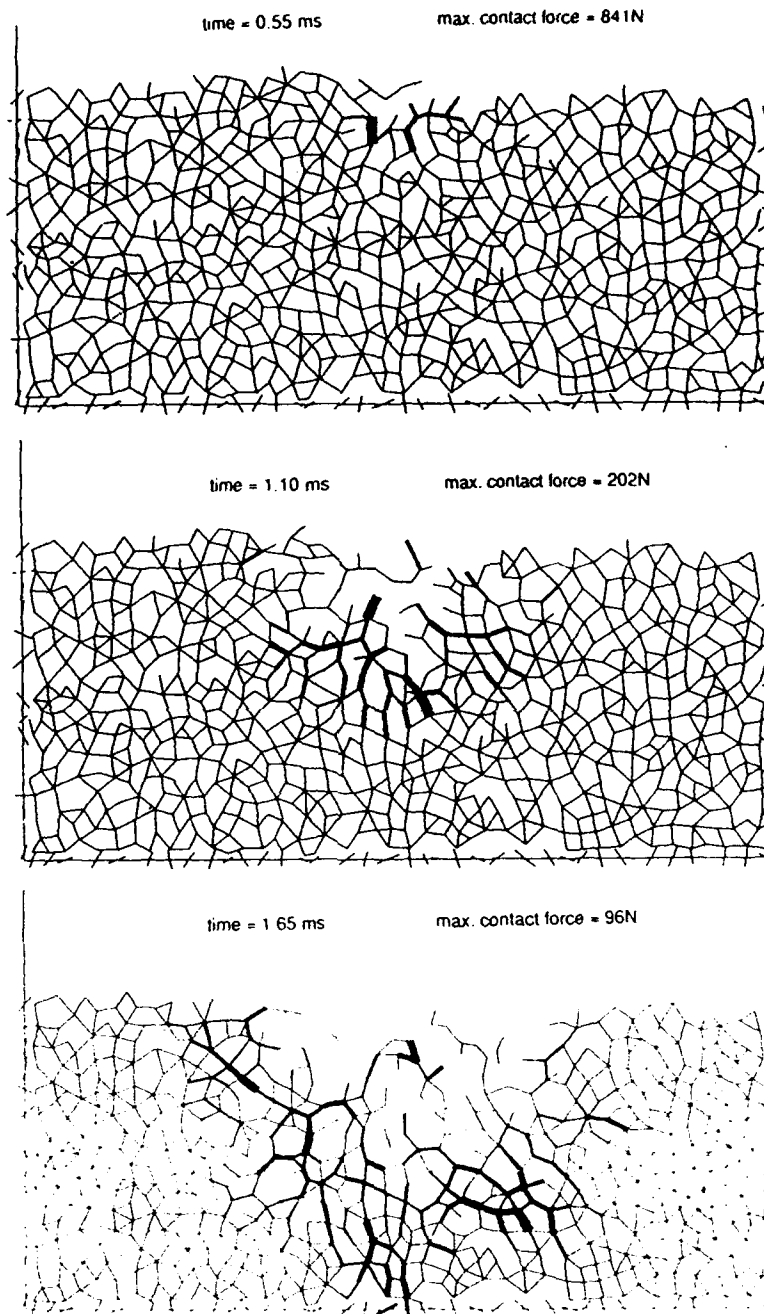 time = 0.55 ms max. contact force = 841N
time = 1.10 ms max. contact force = 202N
time = 1 65 ms max. contact force = 96N